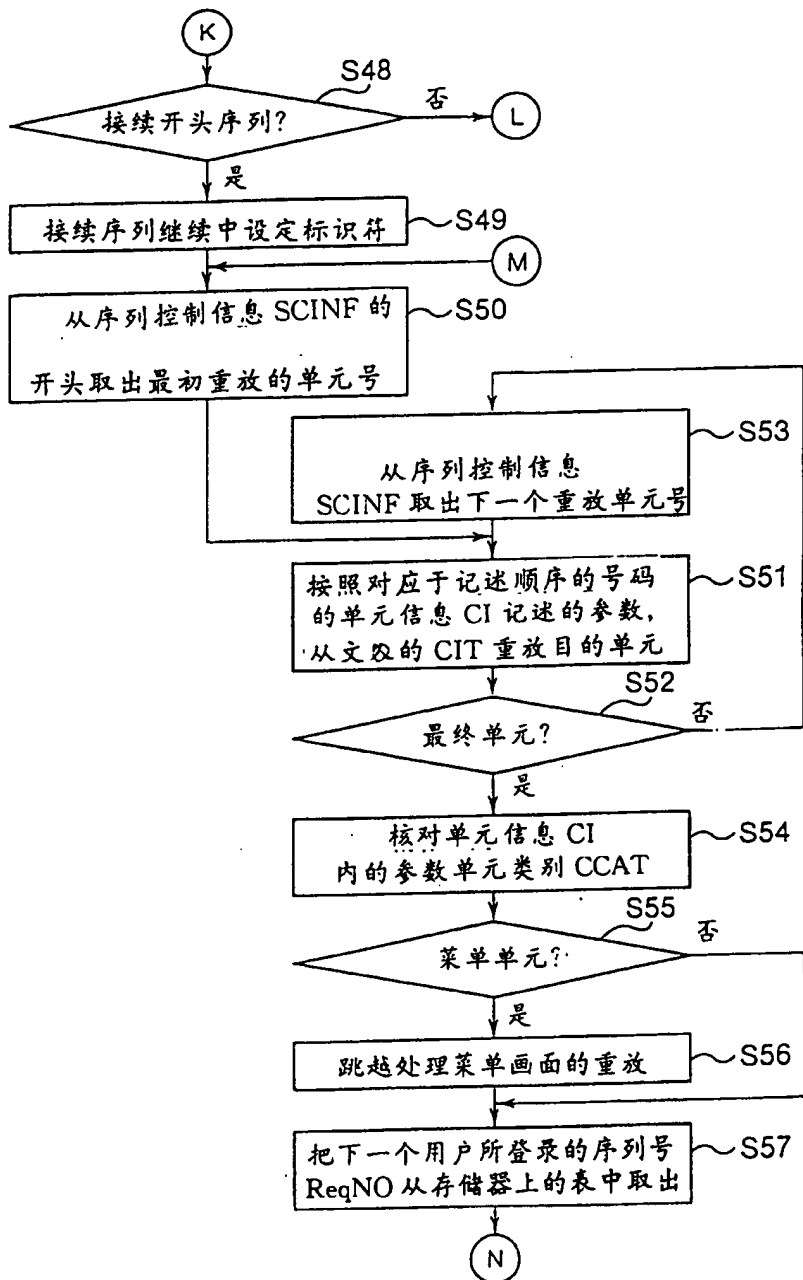 K
S48
接续开头序列?
否
L
是
接续序列继续中设定标识符
S49
M
从序列控制信息 SCINF 的
开头取出最初重放的单元号
S50
S53
从序列控制信息
SCINF 取出下一个重放单元号
按照对应于记述顺序的号码
的单元信息 CI 记述的参数,
从文的 CIT 重放目的单元
S51
S52
最终单元?
否
是
核对单元信息 CI
内的参数单元类别 CCAT
S54
S55
菜单单元?
否
是
跳越处理菜单画面的重放
S56
把下一个用户所登录的序列号
ReqNO 从存储器上的表中取出
S57
N